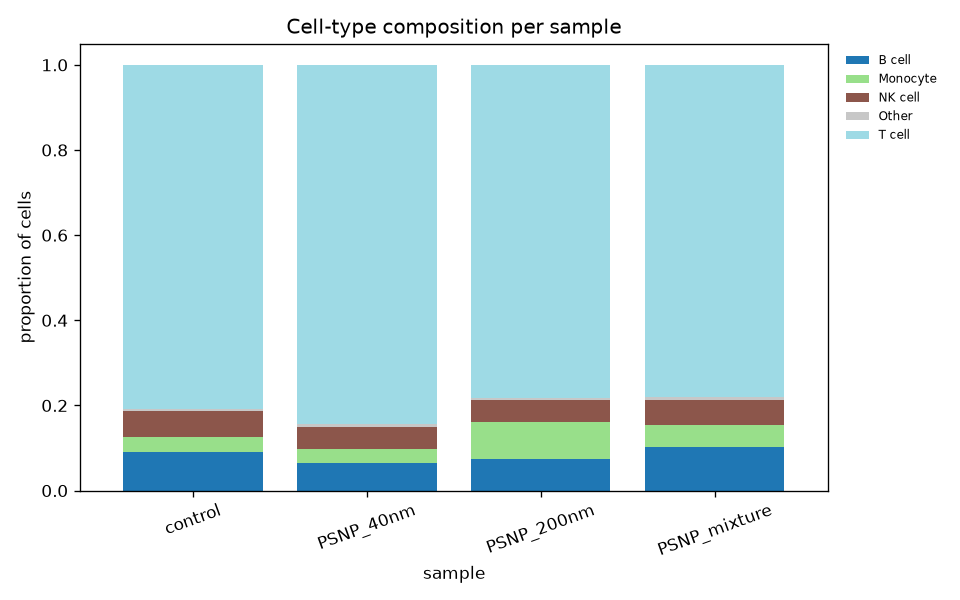 Cell-type composition per sample
proportion of cells
1.0
0.8
0.6
0.4
0.2
0.0
control
PSNP_40nm
PSNP_200nm
PSNP_mixture
sample
B cell
Monocyte
NK cell
Other
T cell